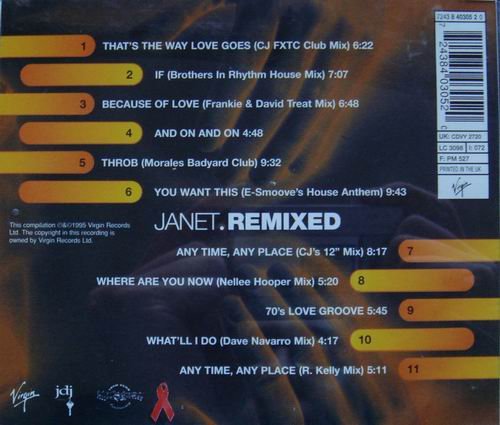 7243 8 40305 2 0
7 24384 03052 0
UK: CDVY 2720
LC 3098 I: 072
F: PM 527
PRINTED IN THE UK
Virgin
1 THAT'S THE WAY LOVE GOES (CJ FXTC Club Mix) 6:22
2 IF (Brothers In Rhythm House Mix) 7:07
3 BECAUSE OF LOVE (Frankie & David Treat Mix) 6:48
4 AND ON AND ON 4:48
5 THROB (Morales Badyard Club) 9:32
6 YOU WANT THIS (E-Smoove's House Anthem) 9:43
This compilation ℗&©1995 Virgin Records
Ltd. The copyright in this recording is
owned by Virgin Records Ltd.
JANET.REMIXED
ANY TIME, ANY PLACE (CJ's 12" Mix) 8:17 7
WHERE ARE YOU NOW (Nellee Hooper Mix) 5:20 8
70's LOVE GROOVE 5:45 9
WHAT'LL I DO (Dave Navarro Mix) 4:17 10
ANY TIME, ANY PLACE (R. Kelly Mix) 5:11 11
Virgin
jdj